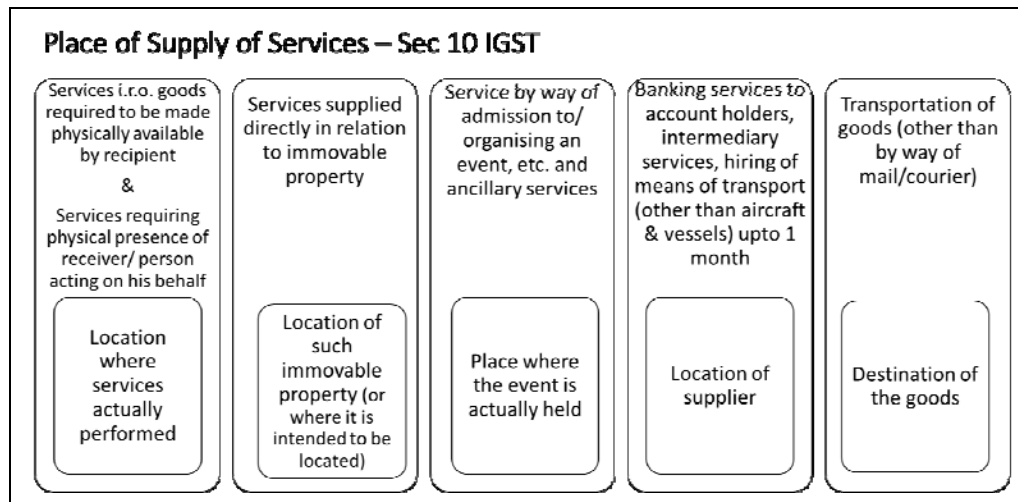 Place of Supply of Services – Sec 10 IGST
Services i.r.o. goods
required to be made
physically available
by recipient
&
Services requiring
physical presence of
receiver/ person
acting on his behalf
Location
where
services
actually
performed
Services supplied
directly in relation
to immovable
property
Location of
such
immovable
property (or
where it is
intended to be
located)
Service by way of
admission to/
organising an
event, etc. and
ancillary services
Place where
the event is
actually held
Banking services to
account holders,
intermediary
services, hiring of
means of transport
(other than aircraft
& vessels) upto 1
month
Location of
supplier
Transportation of
goods (other than
by way of
mail/courier)
Destination of
the goods